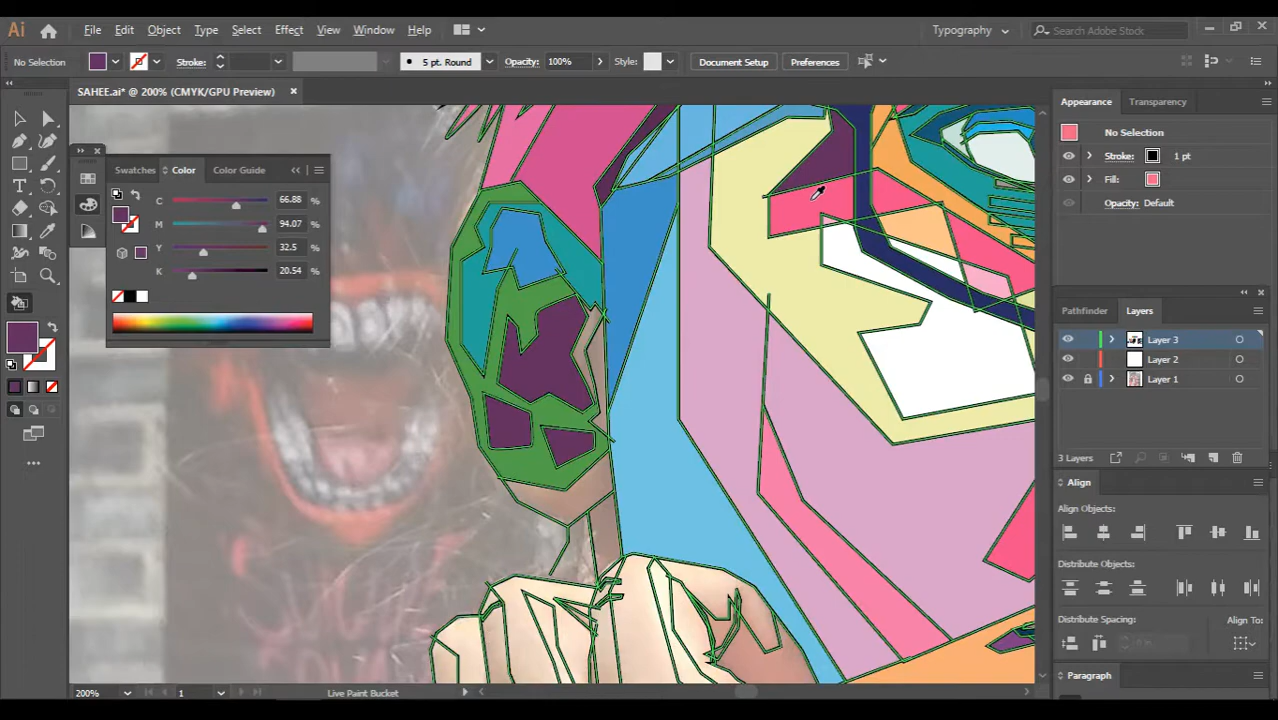 Ai File Edit Type Select Effect View Window Help Typography Search Adobe Stock
No Selection Stroke: 5 pt. Round Opacity: 100% Style: Document Setup Preferences
SAHEE.ai* @ 200% (CMYK/GPU Preview)
Swatches Color Color Guide
C 66.88 %
M 94.07 %
Y 32.5 %
K 20.54 %
T
Appearance Transparency
No Selection
Stroke: 1 pt
Fill:
Opacity: Default
Pathfinder Layers
Layer 3
Layer 2
Layer 1
3 Layers
Align
Align Objects:
Distribute Objects:
Distribute Spacing: Align To:
Paragraph
200% 1 Live Paint Bucket